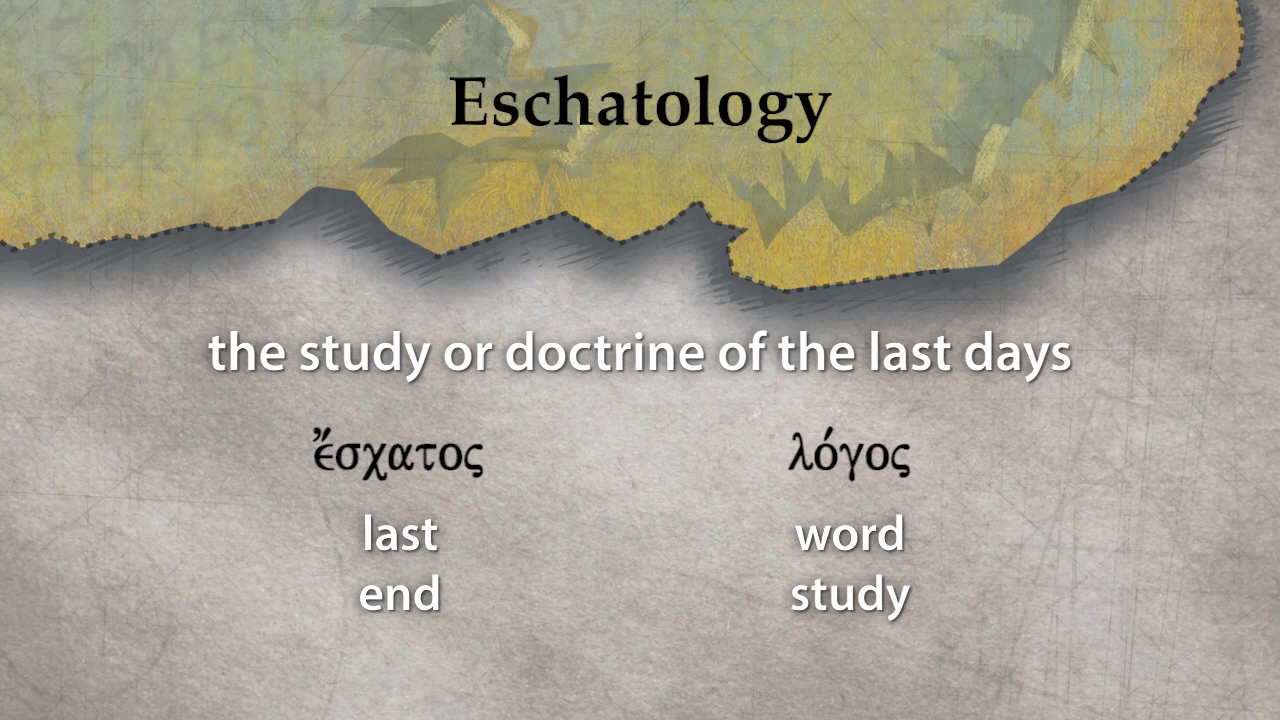 Eschatology
the study or doctrine of the last days
ἔσχατος λόγος
last word
end study